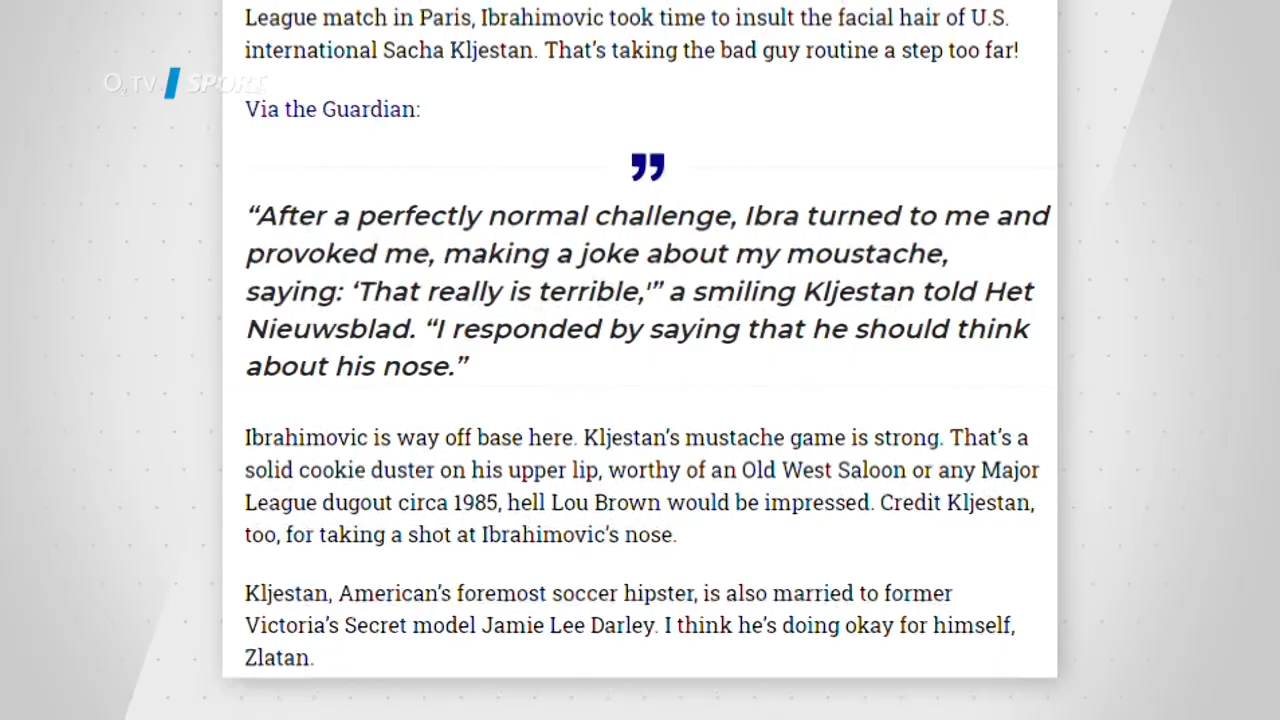 League match in Paris, Ibrahimovic took time to insult the facial hair of U.S.
international Sacha Kljestan. That's taking the bad guy routine a step too far!
O2 TV SPORT
Via the Guardian:
”
“After a perfectly normal challenge, Ibra turned to me and
provoked me, making a joke about my moustache,
saying: ‘That really is terrible,'” a smiling Kljestan told Het
Nieuwsblad. “I responded by saying that he should think
about his nose.”
Ibrahimovic is way off base here. Kljestan's mustache game is strong. That's a
solid cookie duster on his upper lip, worthy of an Old West Saloon or any Major
League dugout circa 1985, hell Lou Brown would be impressed. Credit Kljestan,
too, for taking a shot at Ibrahimovic's nose.
Kljestan, American's foremost soccer hipster, is also married to former
Victoria's Secret model Jamie Lee Darley. I think he's doing okay for himself,
Zlatan.